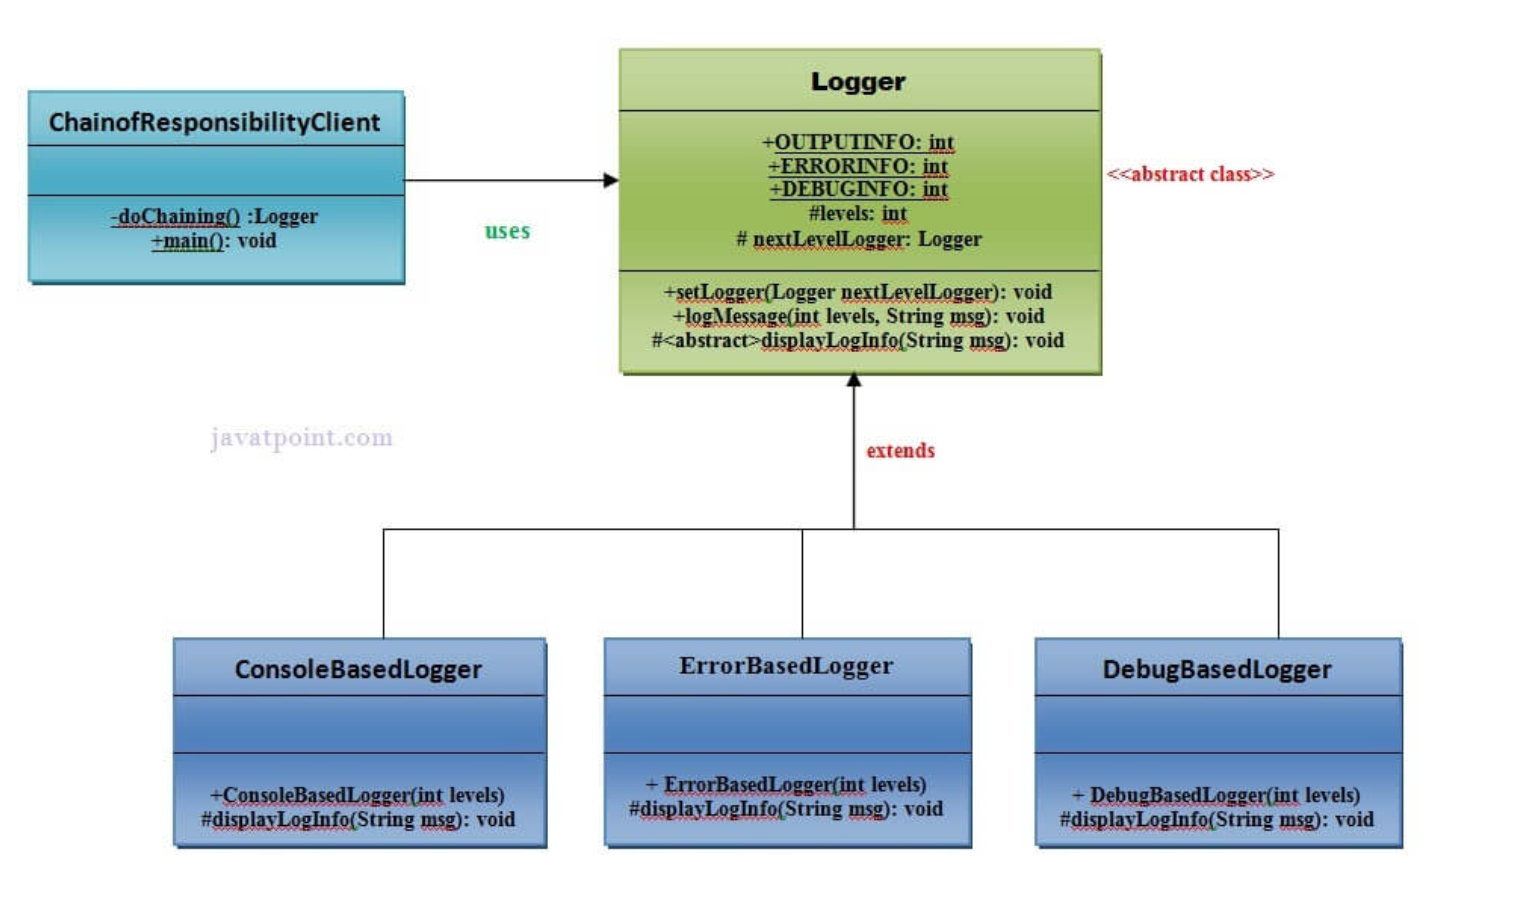 ChainofResponsibilityClient
-doChaining() :Logger
+main(): void
uses
Logger
+OUTPUTINFO: int
+ERRORINFO: int
+DEBUGINFO: int
#levels: int
# nextLevelLogger: Logger
+setLogger(Logger nextLevelLogger): void
+logMessage(int levels, String msg): void
#<abstract>displayLogInfo(String msg): void
<<abstract class>>
javatpoint.com
extends
ConsoleBasedLogger
+ConsoleBasedLogger(int levels)
#displayLogInfo(String msg): void
ErrorBasedLogger
+ ErrorBasedLogger(int levels)
#displayLogInfo(String msg): void
DebugBasedLogger
+ DebugBasedLogger(int levels)
#displayLogInfo(String msg): void